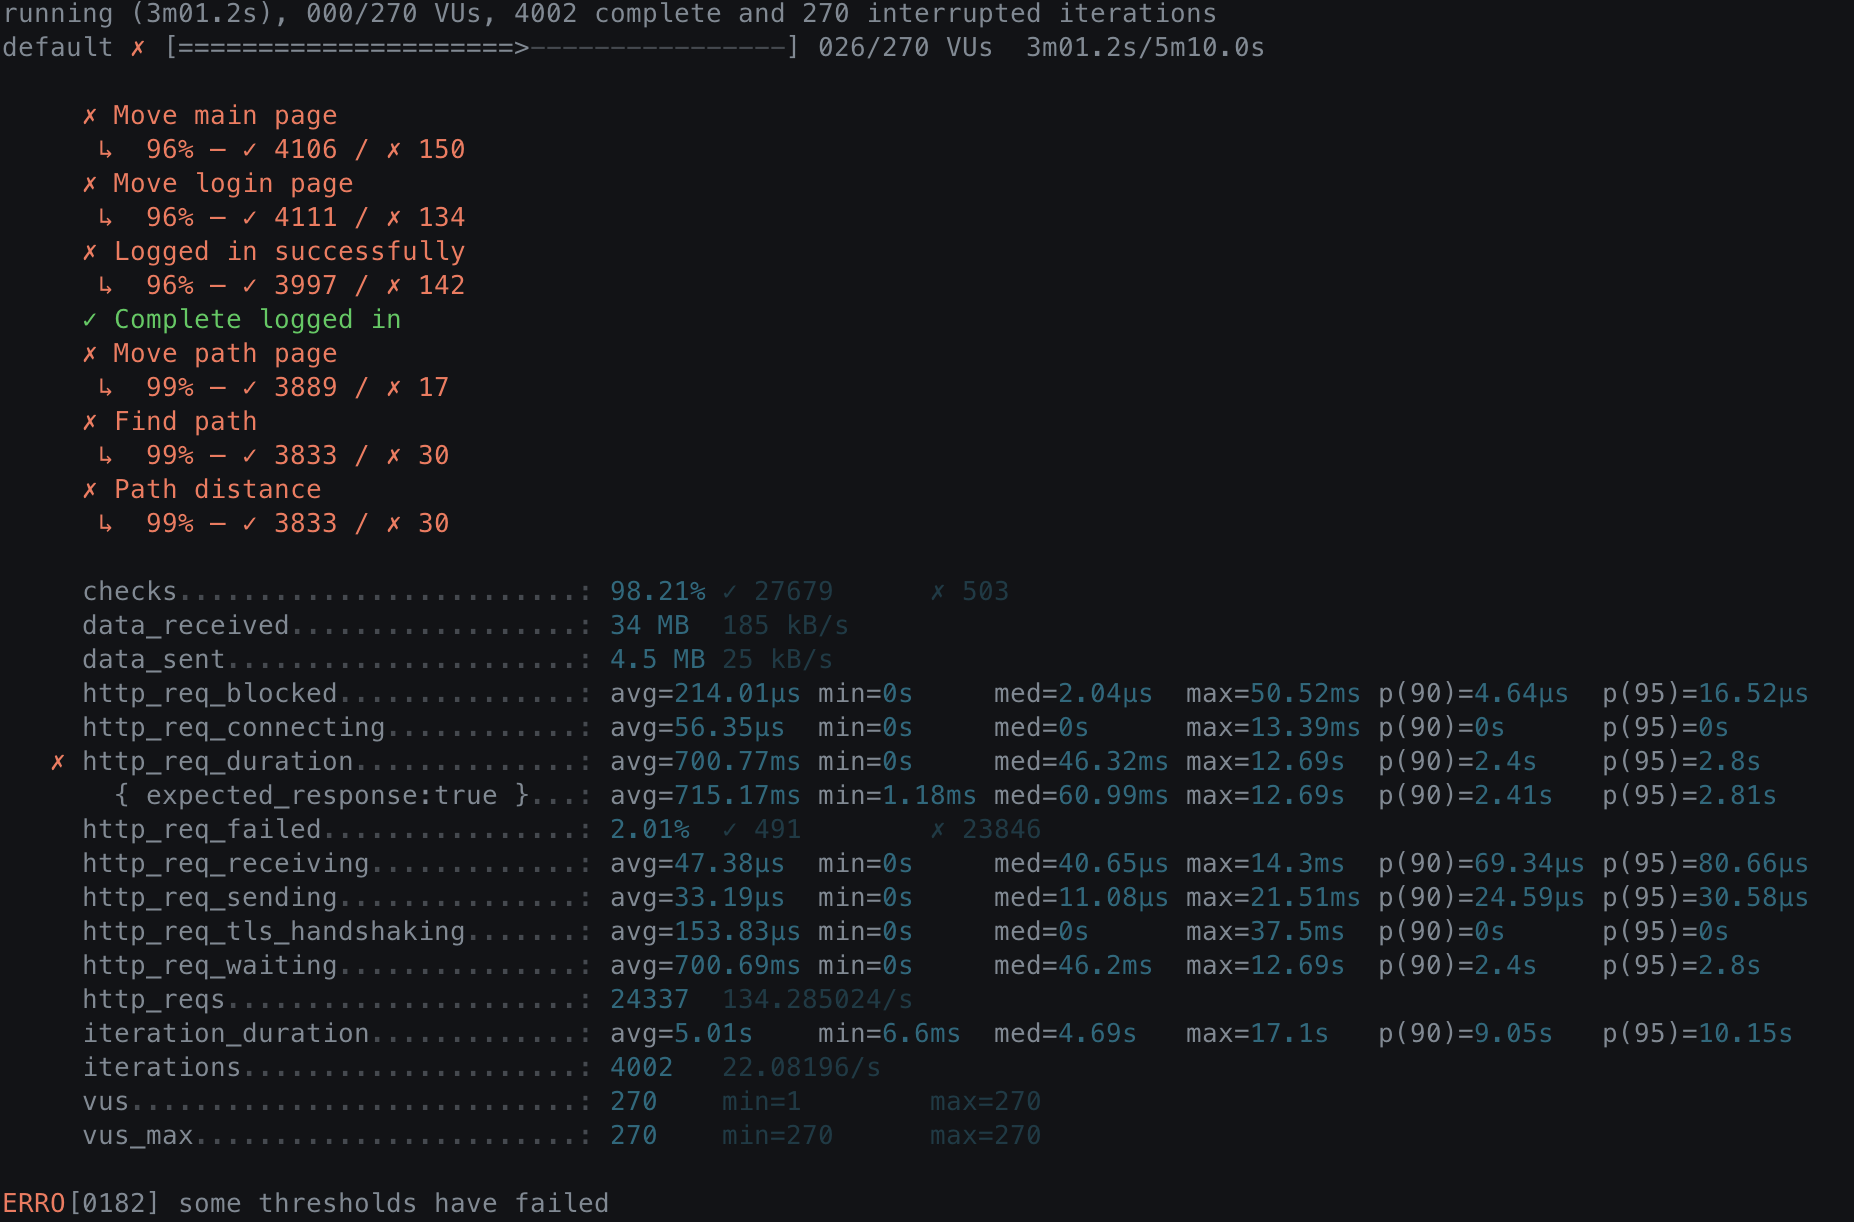 running (3m01.2s), 000/270 VUs, 4002 complete and 270 interrupted iterations
default ✗ [=====================>----------------] 026/270 VUs  3m01.2s/5m10.0s
✗ Move main page
↳  96% — ✓ 4106 / ✗ 150
✗ Move login page
↳  96% — ✓ 4111 / ✗ 134
✗ Logged in successfully
↳  96% — ✓ 3997 / ✗ 142
✓ Complete logged in
✗ Move path page
↳  99% — ✓ 3889 / ✗ 17
✗ Find path
↳  99% — ✓ 3833 / ✗ 30
✗ Path distance
↳  99% — ✓ 3833 / ✗ 30
checks.........................: 98.21% ✓ 27679      ✗ 503
data_received..................: 34 MB  185 kB/s
data_sent......................: 4.5 MB 25 kB/s
http_req_blocked...............: avg=214.01µs min=0s     med=2.04µs  max=50.52ms p(90)=4.64µs  p(95)=16.52µs
http_req_connecting............: avg=56.35µs  min=0s     med=0s      max=13.39ms p(90)=0s      p(95)=0s
✗ http_req_duration..............: avg=700.77ms min=0s     med=46.32ms max=12.69s  p(90)=2.4s    p(95)=2.8s
{ expected_response:true }...: avg=715.17ms min=1.18ms med=60.99ms max=12.69s  p(90)=2.41s   p(95)=2.81s
http_req_failed................: 2.01%  ✓ 491        ✗ 23846
http_req_receiving.............: avg=47.38µs  min=0s     med=40.65µs max=14.3ms  p(90)=69.34µs p(95)=80.66µs
http_req_sending...............: avg=33.19µs  min=0s     med=11.08µs max=21.51ms p(90)=24.59µs p(95)=30.58µs
http_req_tls_handshaking.......: avg=153.83µs min=0s     med=0s      max=37.5ms  p(90)=0s      p(95)=0s
http_req_waiting...............: avg=700.69ms min=0s     med=46.2ms  max=12.69s  p(90)=2.4s    p(95)=2.8s
http_reqs......................: 24337  134.285024/s
iteration_duration.............: avg=5.01s    min=6.6ms  med=4.69s   max=17.1s   p(90)=9.05s   p(95)=10.15s
iterations.....................: 4002   22.08196/s
vus............................: 270    min=1        max=270
vus_max........................: 270    min=270      max=270
ERRO[0182] some thresholds have failed